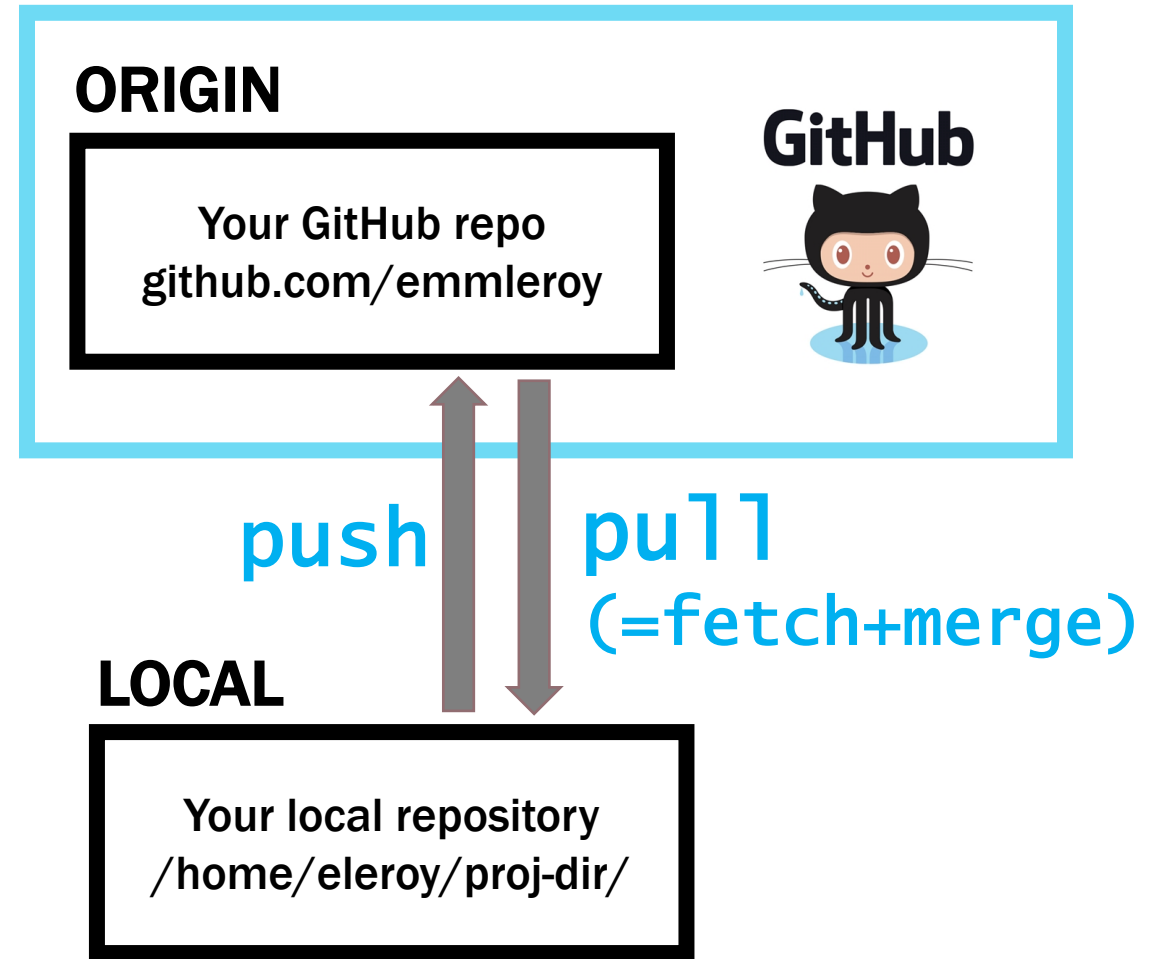 ORIGIN
GitHub
Your GitHub repo
github.com/emmleroy
push
pull
(=fetch+merge)
LOCAL
Your local repository
/home/eleroy/proj-dir/